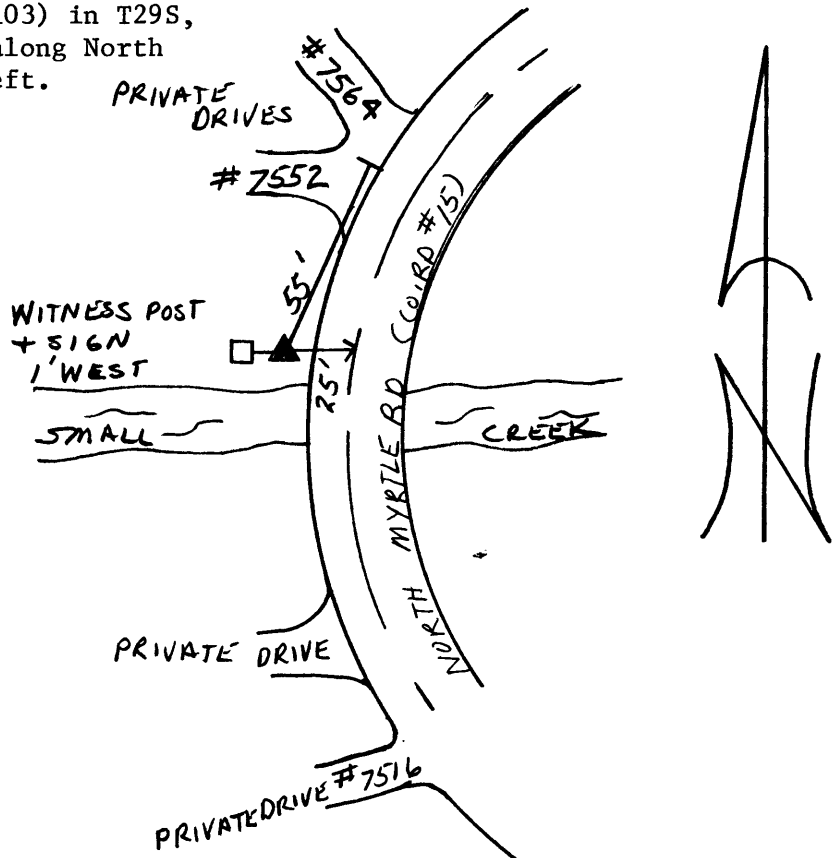 103) in T29S,
along North
eft.
#7564
PRIVATE
DRIVES
#7552
55'
WITNESS POST
+ SIGN
1' WEST
25'
SMALL
CREEK
NORTH MYRTLE RD (CO. RD #15)
PRIVATE DRIVE
PRIVATE DRIVE #7516